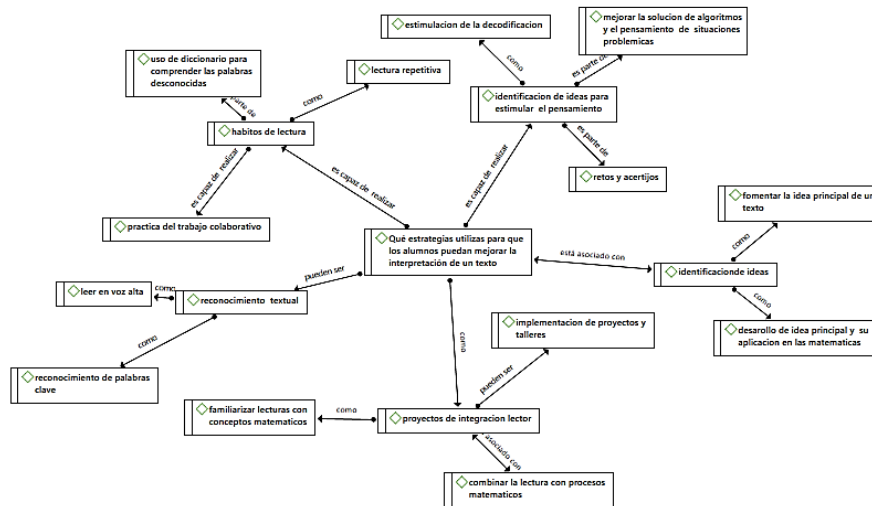 estimulacion de la decodificacion
mejorar la solucion de algoritmos
y el pensamiento de situaciones
problemicas
uso de diccionario para
comprender las palabras
desconocidas
lectura repetitiva
como
es parte de
identificacion de ideas para
estimular el pensamiento
parte de
como
habitos de lectura
es parte de
retos y acertijos
es capaz de realizar
es capaz de realizar
es capaz de realizar
fomentar la idea principal de un
texto
practica del trabajo colaborativo
Qué estrategias utilizas para que
los alumnos puedan mejorar la
interpretación de un texto
está asociado con
como
identificacionde ideas
pueden ser
leer en voz alta
como
reconocimiento textual
como
desarollo de idea principal y su
aplicacion en las matematicas
implementacion de proyectos y
talleres
como
como
pueden ser
reconocimiento de palabras
clave
familiarizar lecturas con
conceptos matematicos
como
proyectos de integracion lector
asociado con
combinar la lectura con procesos
matematicos